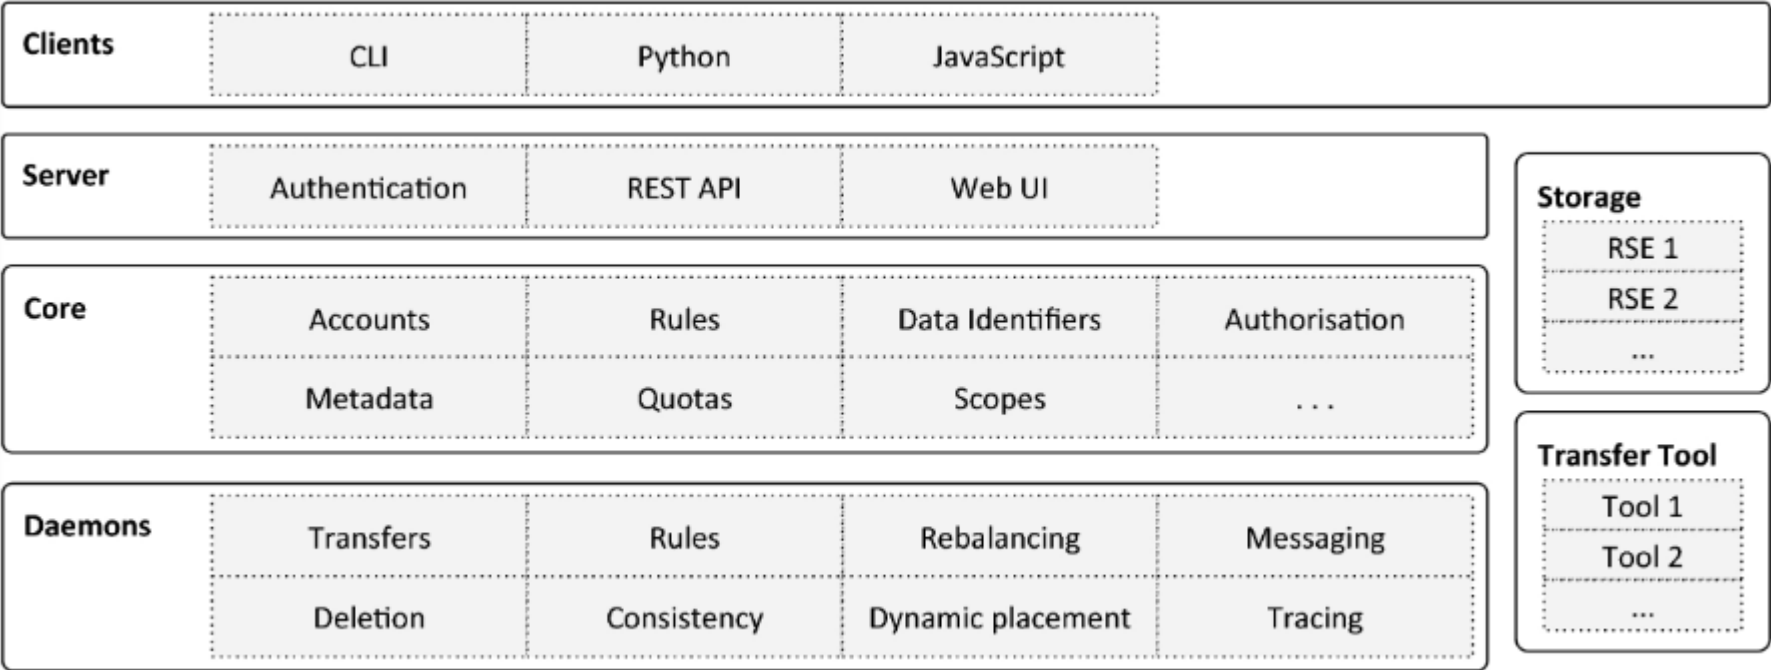 Clients
CLI Python JavaScript
Server
Authentication REST API Web UI
Core
Accounts Rules Data Identifiers Authorisation
Metadata Quotas Scopes . . .
Daemons
Transfers Rules Rebalancing Messaging
Deletion Consistency Dynamic placement Tracing
Storage
RSE 1
RSE 2
...
Transfer Tool
Tool 1
Tool 2
...